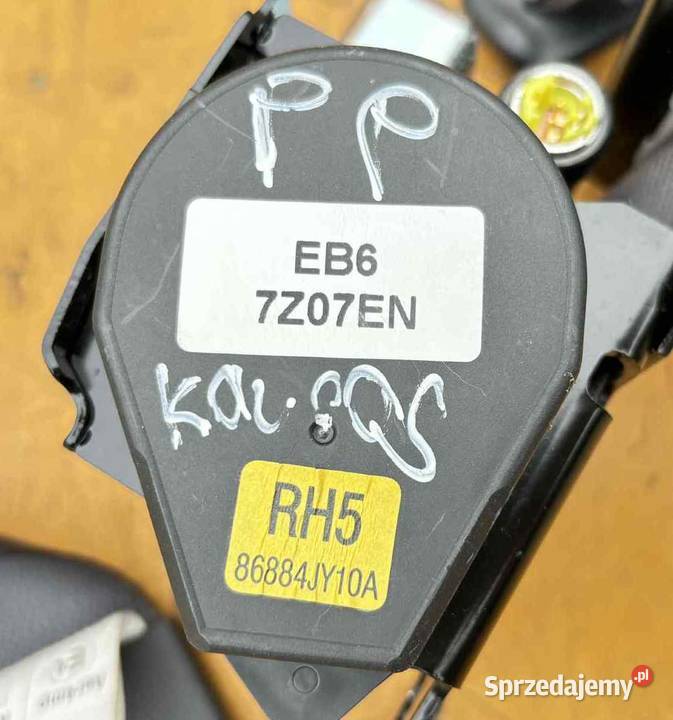 PP
EB6
7Z07EN
RH5
86884JY10A
Sprzedajemy.pl